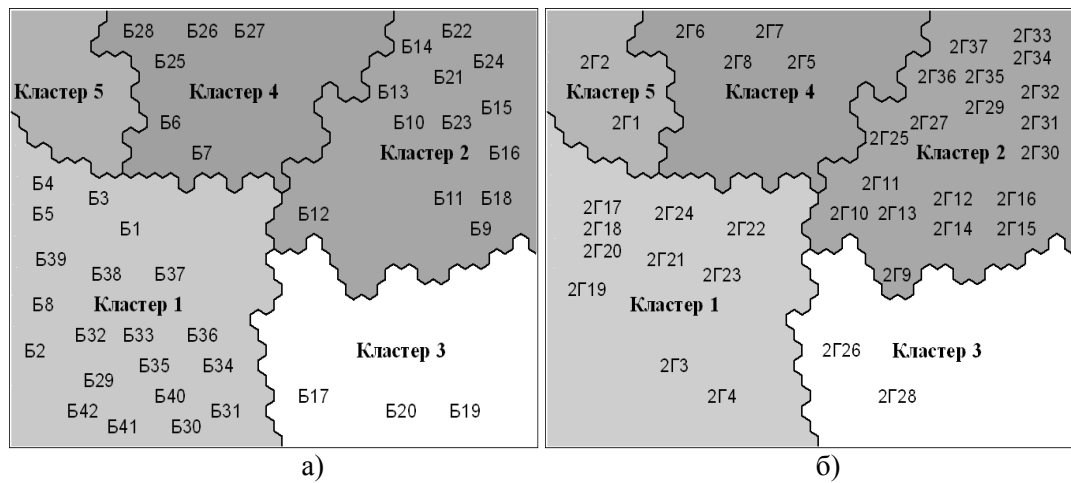 Б28 Б26 Б27 Б22
Б14
Б25 Б24
Б21
Кластер 5 Кластер 4 Б13
Б15
Б6 Б10 Б23
Б7 Кластер 2 Б16
Б4
Б3 Б11 Б18
Б5 Б12
Б1 Б9
Б39
Б38 Б37
Б8 Кластер 1
Б32 Б33 Б36
Б2 Кластер 3
Б35 Б34
Б29
Б40 Б17
Б42 Б31 Б20 Б19
Б41 Б30
а)
2Г6 2Г7 2Г33
2Г37
2Г2 2Г8 2Г5 2Г34
2Г36 2Г35
Кластер 5 Кластер 4 2Г32
2Г29
2Г1 2Г27 2Г31
2Г25
Кластер 2 2Г30
2Г11
2Г17 2Г12 2Г16
2Г24 2Г10 2Г13
2Г18 2Г22 2Г14 2Г15
2Г20
2Г21
2Г23 2Г9
2Г19
Кластер 1
2Г26 Кластер 3
2Г3
2Г4 2Г28
б)